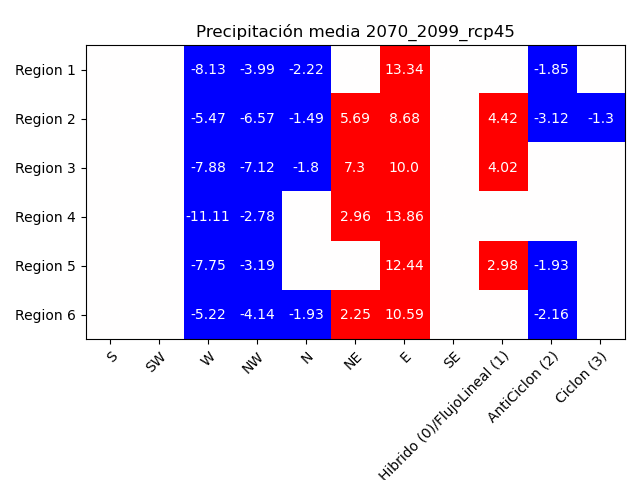 Precipitación media 2070_2099_rcp45
Region 1 -8.13 -3.99 -2.22 13.34 -1.85
Region 2 -5.47 -6.57 -1.49 5.69 8.68 4.42 -3.12 -1.3
Region 3 -7.88 -7.12 -1.8 7.3 10.0 4.02
Region 4 -11.11 -2.78 2.96 13.86
Region 5 -7.75 -3.19 12.44 2.98 -1.93
Region 6 -5.22 -4.14 -1.93 2.25 10.59 -2.16
S SW W NW N NE E SE Hibrido (0)/FlujoLineal (1) AntiCiclon (2) Ciclon (3)